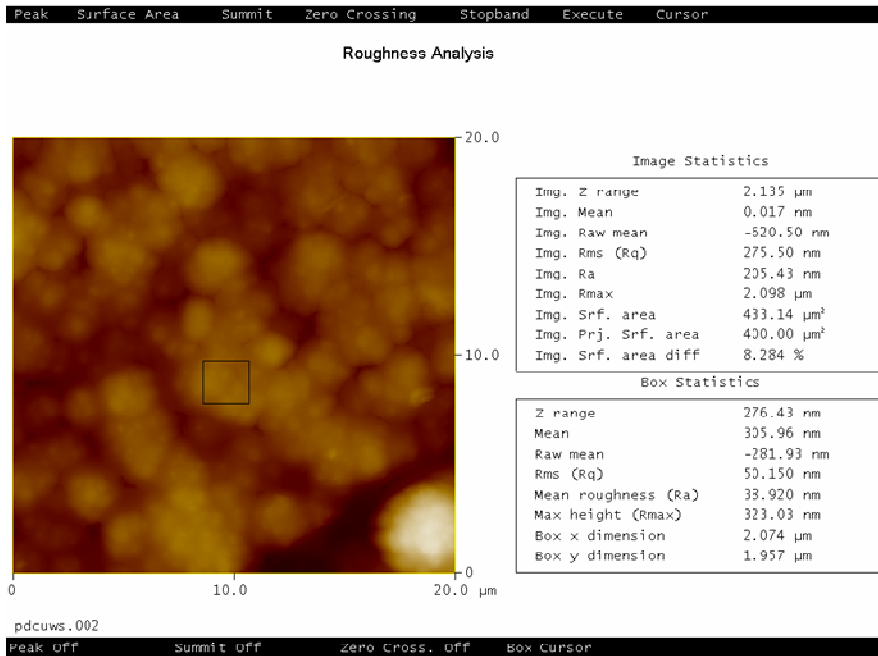 Peak Surface Area Summit Zero Crossing Stopband Execute Cursor
Roughness Analysis
20.0
10.0
0
0 10.0 20.0 µm
Image Statistics
Img. Z range 2.135 µm
Img. Mean 0.017 nm
Img. Raw mean -620.50 nm
Img. Rms (Rq) 275.50 nm
Img. Ra 205.43 nm
Img. Rmax 2.098 µm
Img. Srf. area 433.14 µm²
Img. Prj. Srf. area 400.00 µm²
Img. Srf. area diff 8.284 %
Box Statistics
Z range 276.43 nm
Mean 305.96 nm
Raw mean -281.93 nm
Rms (Rq) 50.150 nm
Mean roughness (Ra) 38.920 nm
Max height (Rmax) 323.03 nm
Box x dimension 2.074 µm
Box y dimension 1.957 µm
pdcuws.002
Peak Off Summit Off Zero Cross. Off Box Cursor